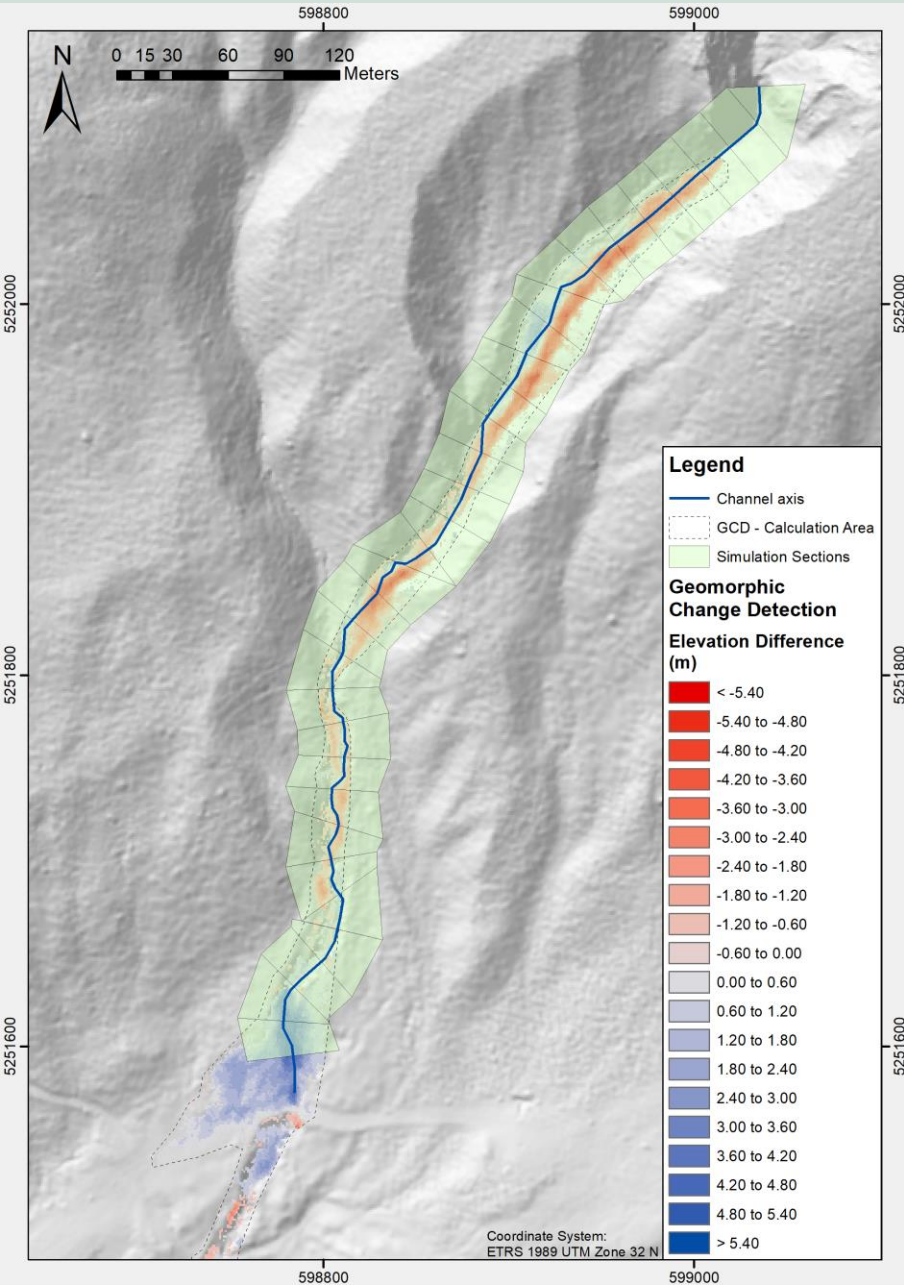 598800
599000
N
0 15 30 60 90 120
Meters
5252000
5252000
Legend
Channel axis
GCD - Calculation Area
Simulation Sections
Geomorphic
Change Detection
Elevation Difference
(m)
< -5.40
-5.40 to -4.80
-4.80 to -4.20
-4.20 to -3.60
-3.60 to -3.00
-3.00 to -2.40
-2.40 to -1.80
-1.80 to -1.20
-1.20 to -0.60
-0.60 to 0.00
0.00 to 0.60
0.60 to 1.20
1.20 to 1.80
1.80 to 2.40
2.40 to 3.00
3.00 to 3.60
3.60 to 4.20
4.20 to 4.80
4.80 to 5.40
> 5.40
5251800
5251800
5251600
5251600
Coordinate System:
ETRS 1989 UTM Zone 32 N
598800
599000